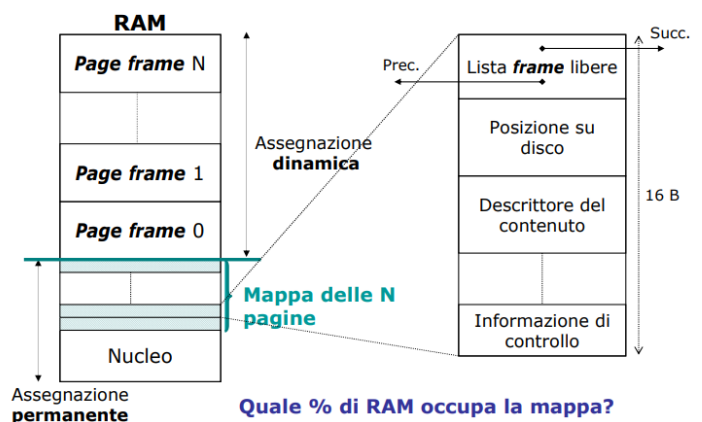 RAM
Page frame N
Page frame 1
Page frame 0
Nucleo
Assegnazione
dinamica
Mappa delle N
pagine
Assegnazione
permanente
Prec.
Succ.
Lista frame libere
Posizione su
disco
Descrittore del
contenuto
Informazione di
controllo
16 B
Quale % di RAM occupa la mappa?